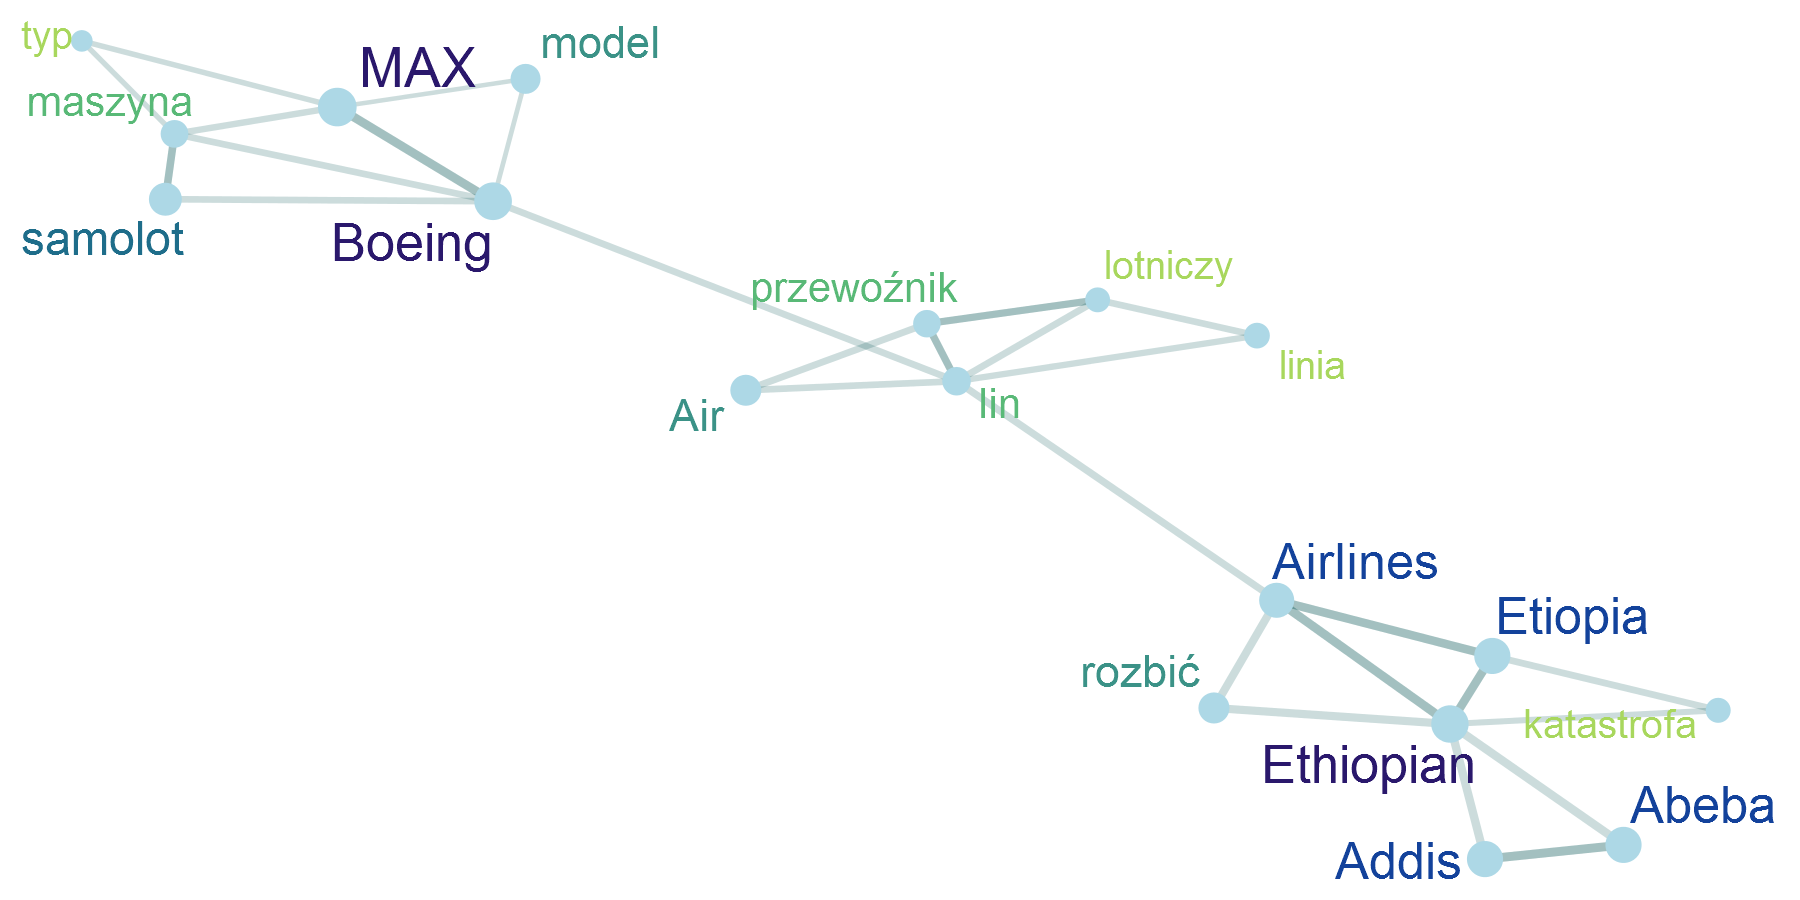 typ
MAX
model
maszyna
samolot
Boeing
przewoźnik
lotniczy
linia
Air
lin
Airlines
Etiopia
rozbić
katastrofa
Ethiopian
Abeba
Addis